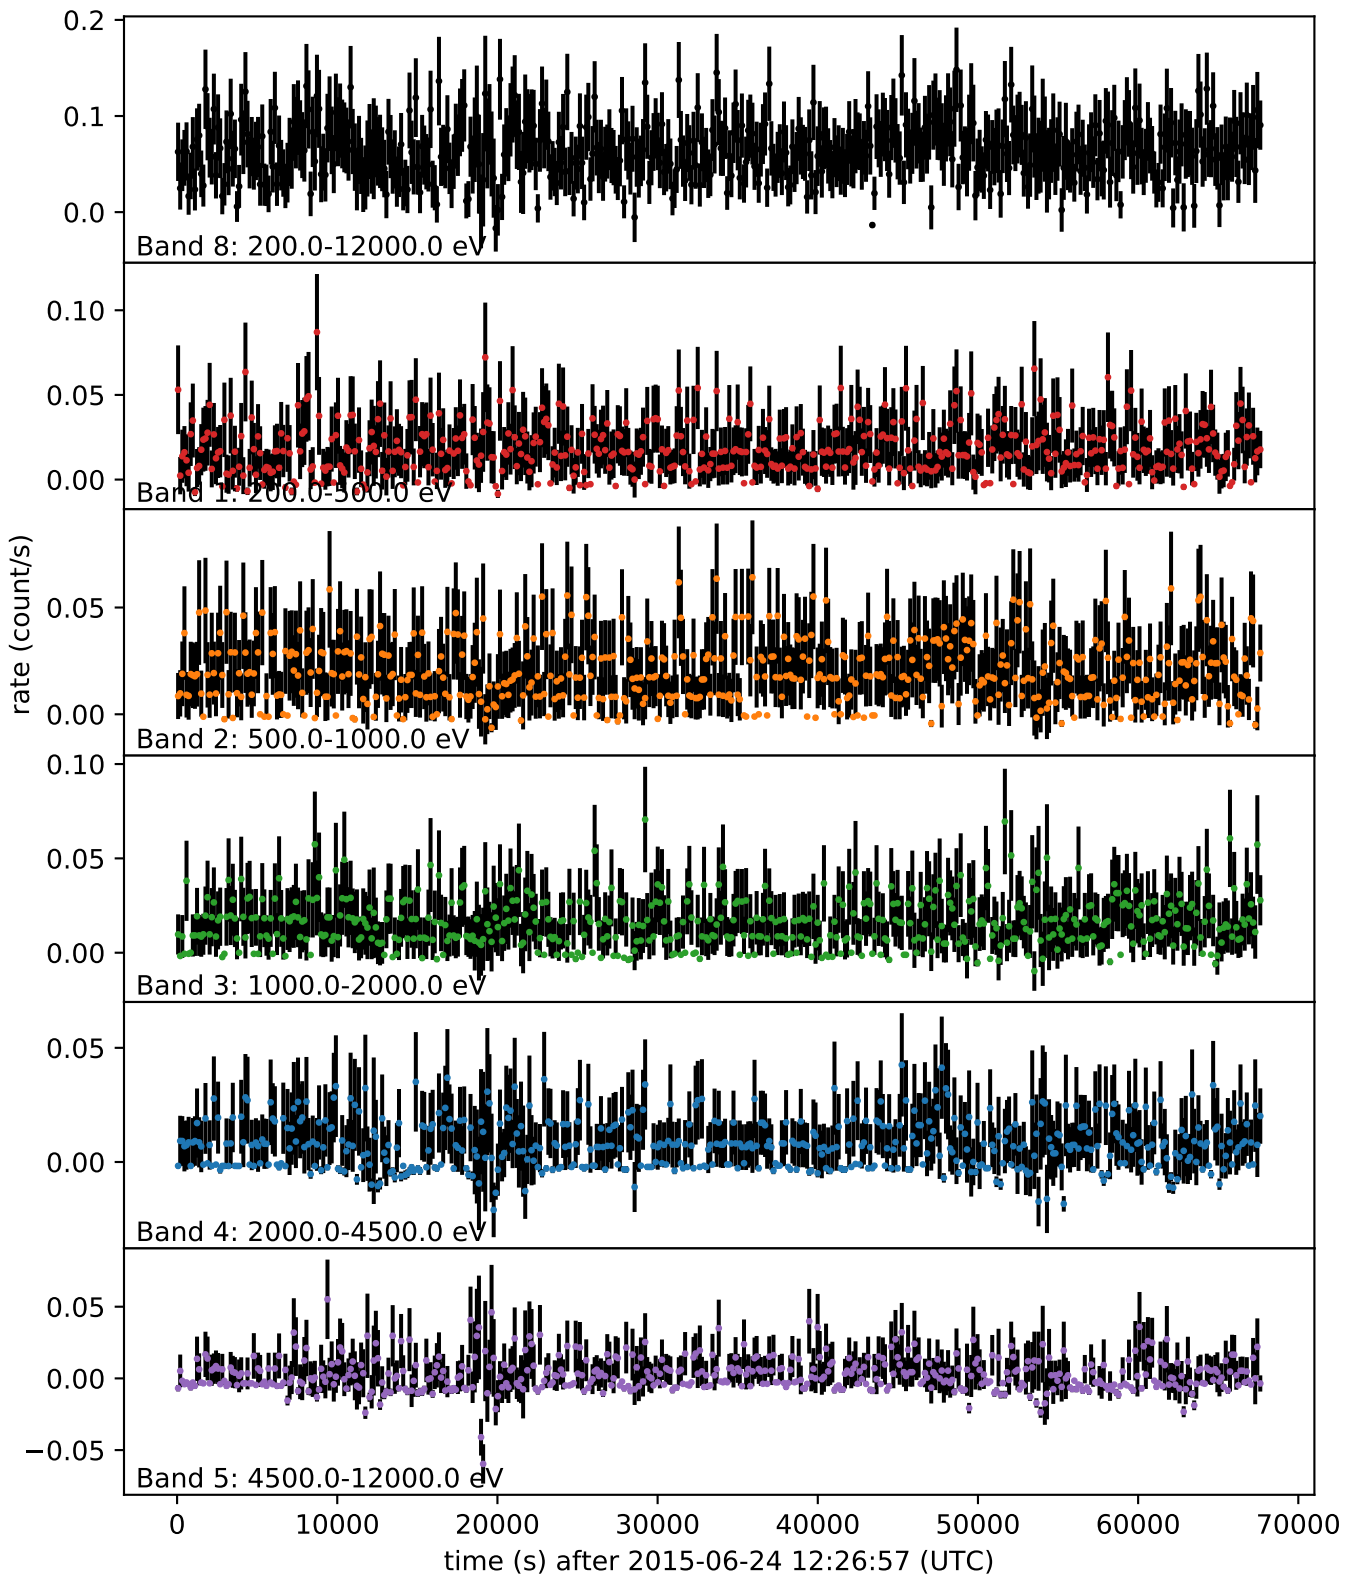 0.2
0.1
0.0
Band 8: 200.0-12000.0 eV
0.10
0.05
0.00
Band 1: 200.0-500.0 eV
0.05
0.00
Band 2: 500.0-1000.0 eV
rate (count/s)
0.10
0.05
0.00
Band 3: 1000.0-2000.0 eV
0.05
0.00
Band 4: 2000.0-4500.0 eV
0.05
0.00
−0.05
Band 5: 4500.0-12000.0 eV
0 10000 20000 30000 40000 50000 60000 70000
time (s) after 2015-06-24 12:26:57 (UTC)